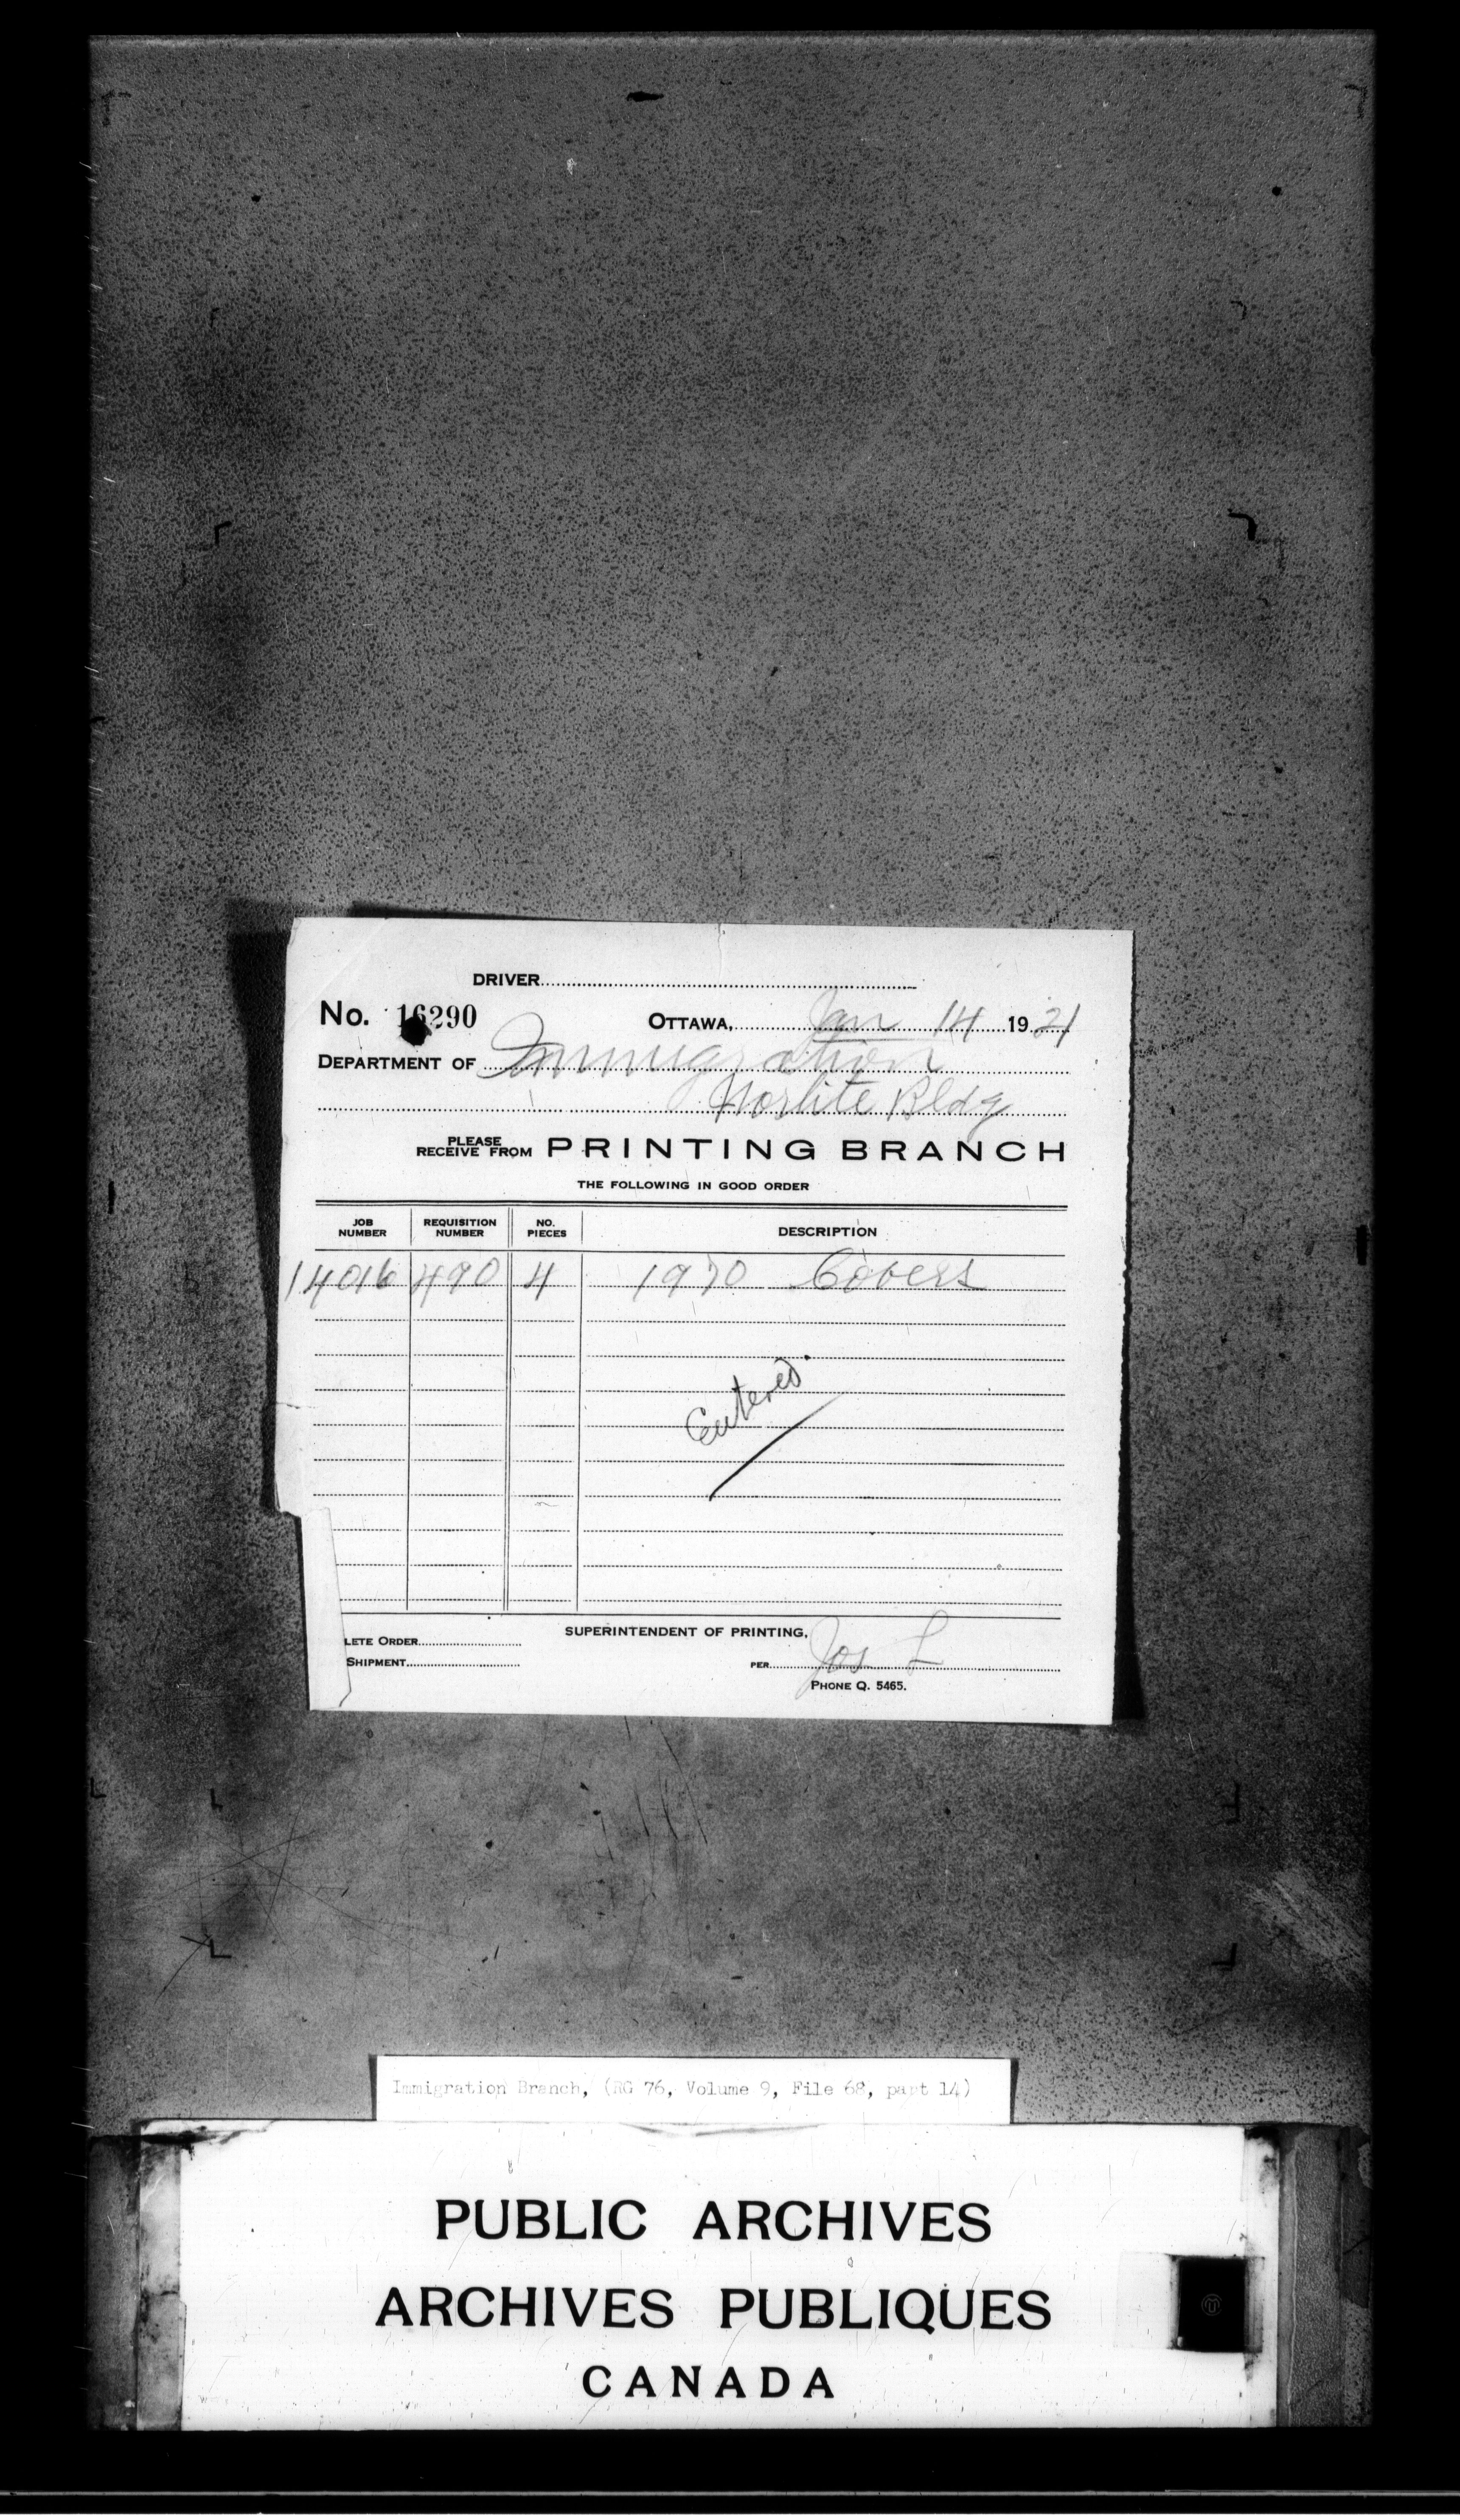 DRIVER
No. 16290 OTTAWA, Jan 14 1921
DEPARTMENT OF Immigration
Norlite Bldg
PLEASE RECEIVE FROM PRINTING BRANCH
THE FOLLOWING IN GOOD ORDER
JOB NUMBER REQUISITION NUMBER NO. PIECES DESCRIPTION
14016 490 4 1970 Covers
Entered
LETE ORDER SUPERINTENDENT OF PRINTING,
SHIPMENT PER Jos L
PHONE Q. 5465.
Immigration Branch, (RG 76, Volume 9, File 68, part 14)
PUBLIC ARCHIVES
ARCHIVES PUBLIQUES
CANADA